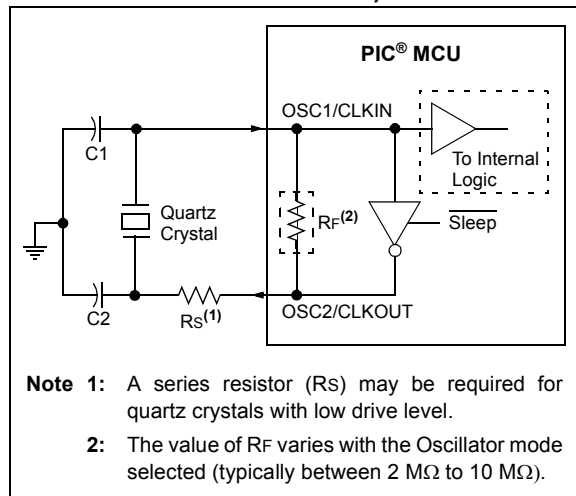 PIC® MCU
OSC1/CLKIN
C1
To Internal
Logic
Quartz
Crystal
RF(2)
Sleep
C2
RS(1)
OSC2/CLKOUT
Note 1: A series resistor (RS) may be required for
quartz crystals with low drive level.
2: The value of RF varies with the Oscillator mode
selected (typically between 2 MΩ to 10 MΩ).